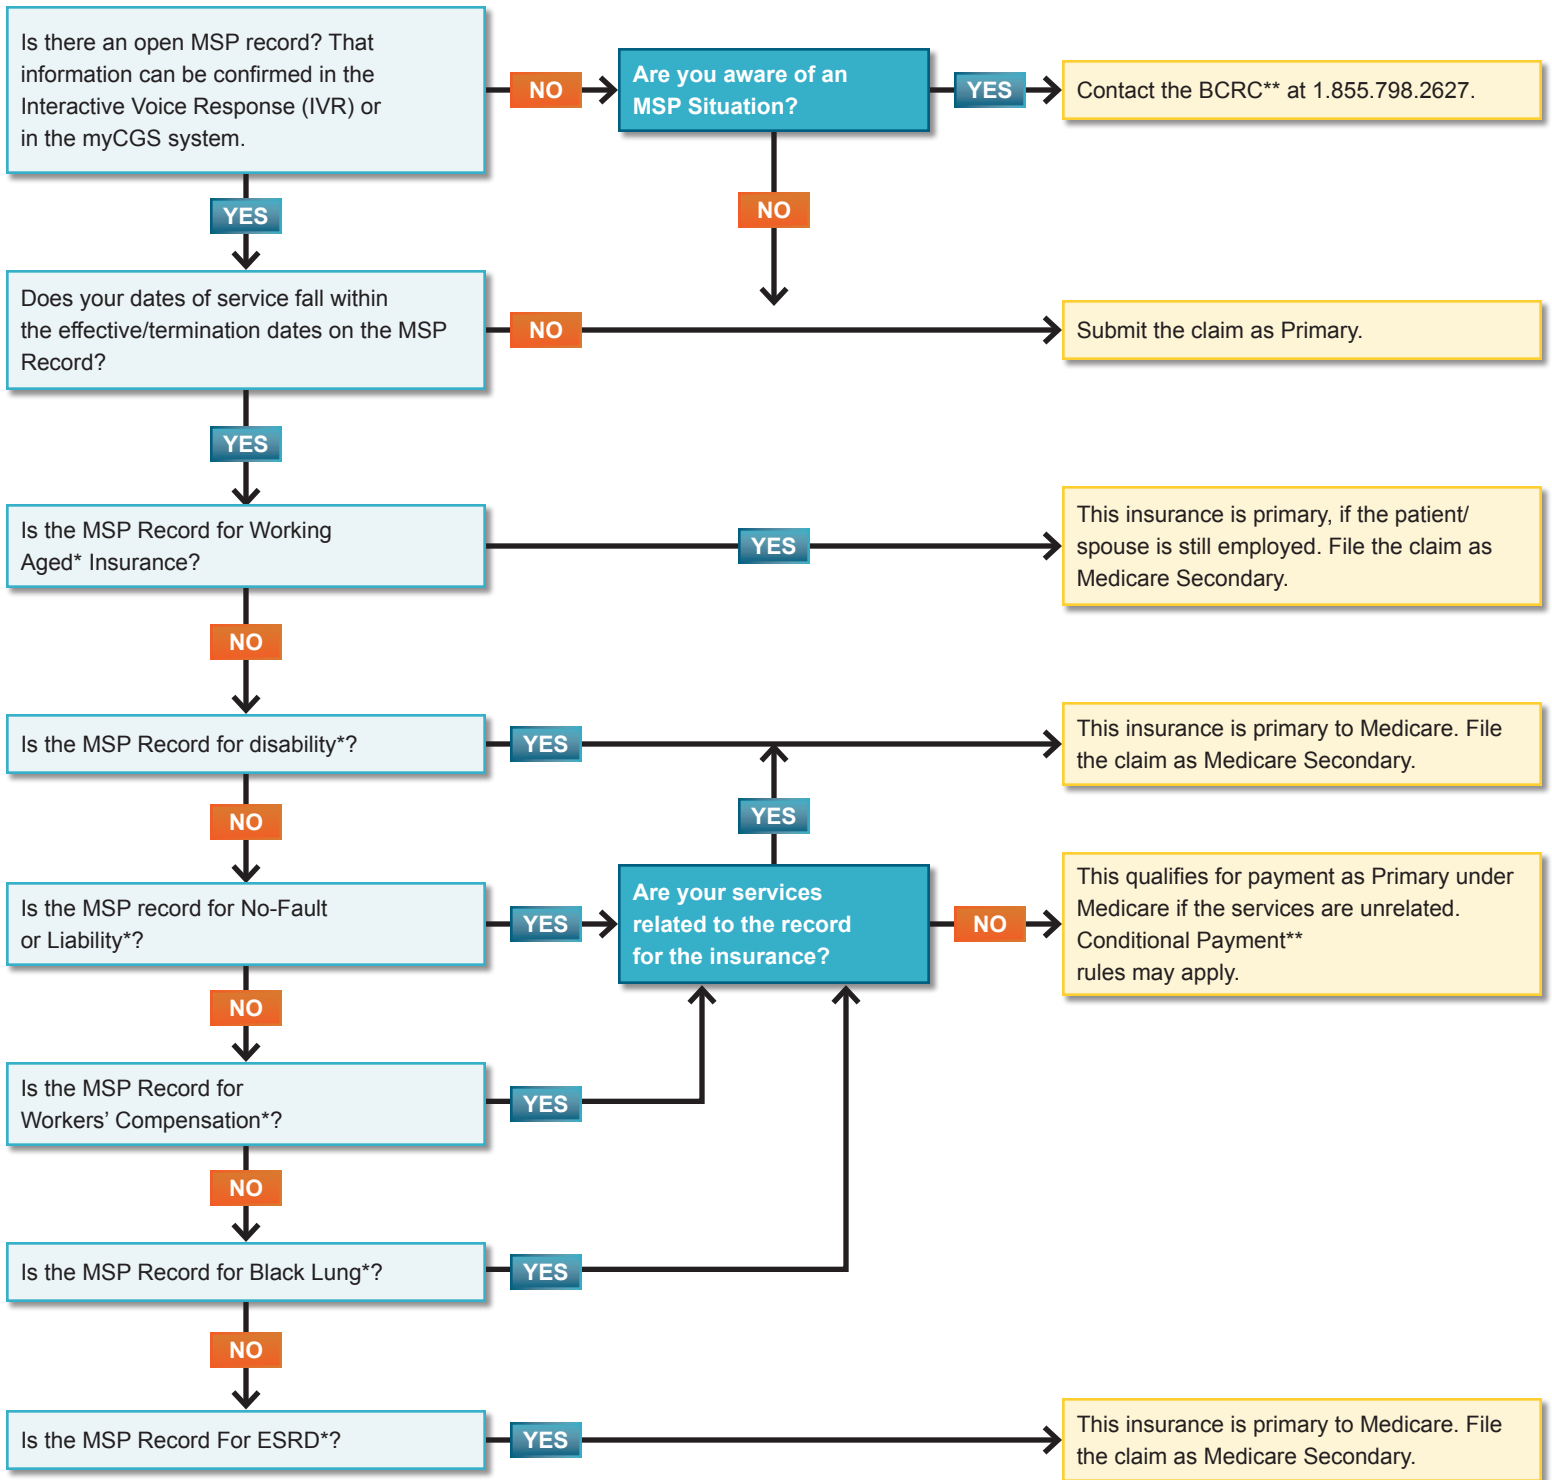 Is there an open MSP record? That
information can be confirmed in the
Interactive Voice Response (IVR) or
in the myCGS system.
NO
Are you aware of an
MSP Situation?
YES
Contact the BCRC** at 1.855.798.2627.
YES
NO
Does your dates of service fall within
the effective/termination dates on the MSP
Record?
NO
Submit the claim as Primary.
YES
Is the MSP Record for Working
Aged* Insurance?
YES
This insurance is primary, if the patient/
spouse is still employed. File the claim as
Medicare Secondary.
NO
Is the MSP Record for disability*?
YES
This insurance is primary to Medicare. File
the claim as Medicare Secondary.
NO
YES
Is the MSP record for No-Fault
or Liability*?
YES
Are your services
related to the record
for the insurance?
NO
This qualifies for payment as Primary under
Medicare if the services are unrelated.
Conditional Payment**
rules may apply.
NO
Is the MSP Record for
Workers’ Compensation*?
YES
NO
Is the MSP Record for Black Lung*?
YES
NO
Is the MSP Record For ESRD*?
YES
This insurance is primary to Medicare. File
the claim as Medicare Secondary.